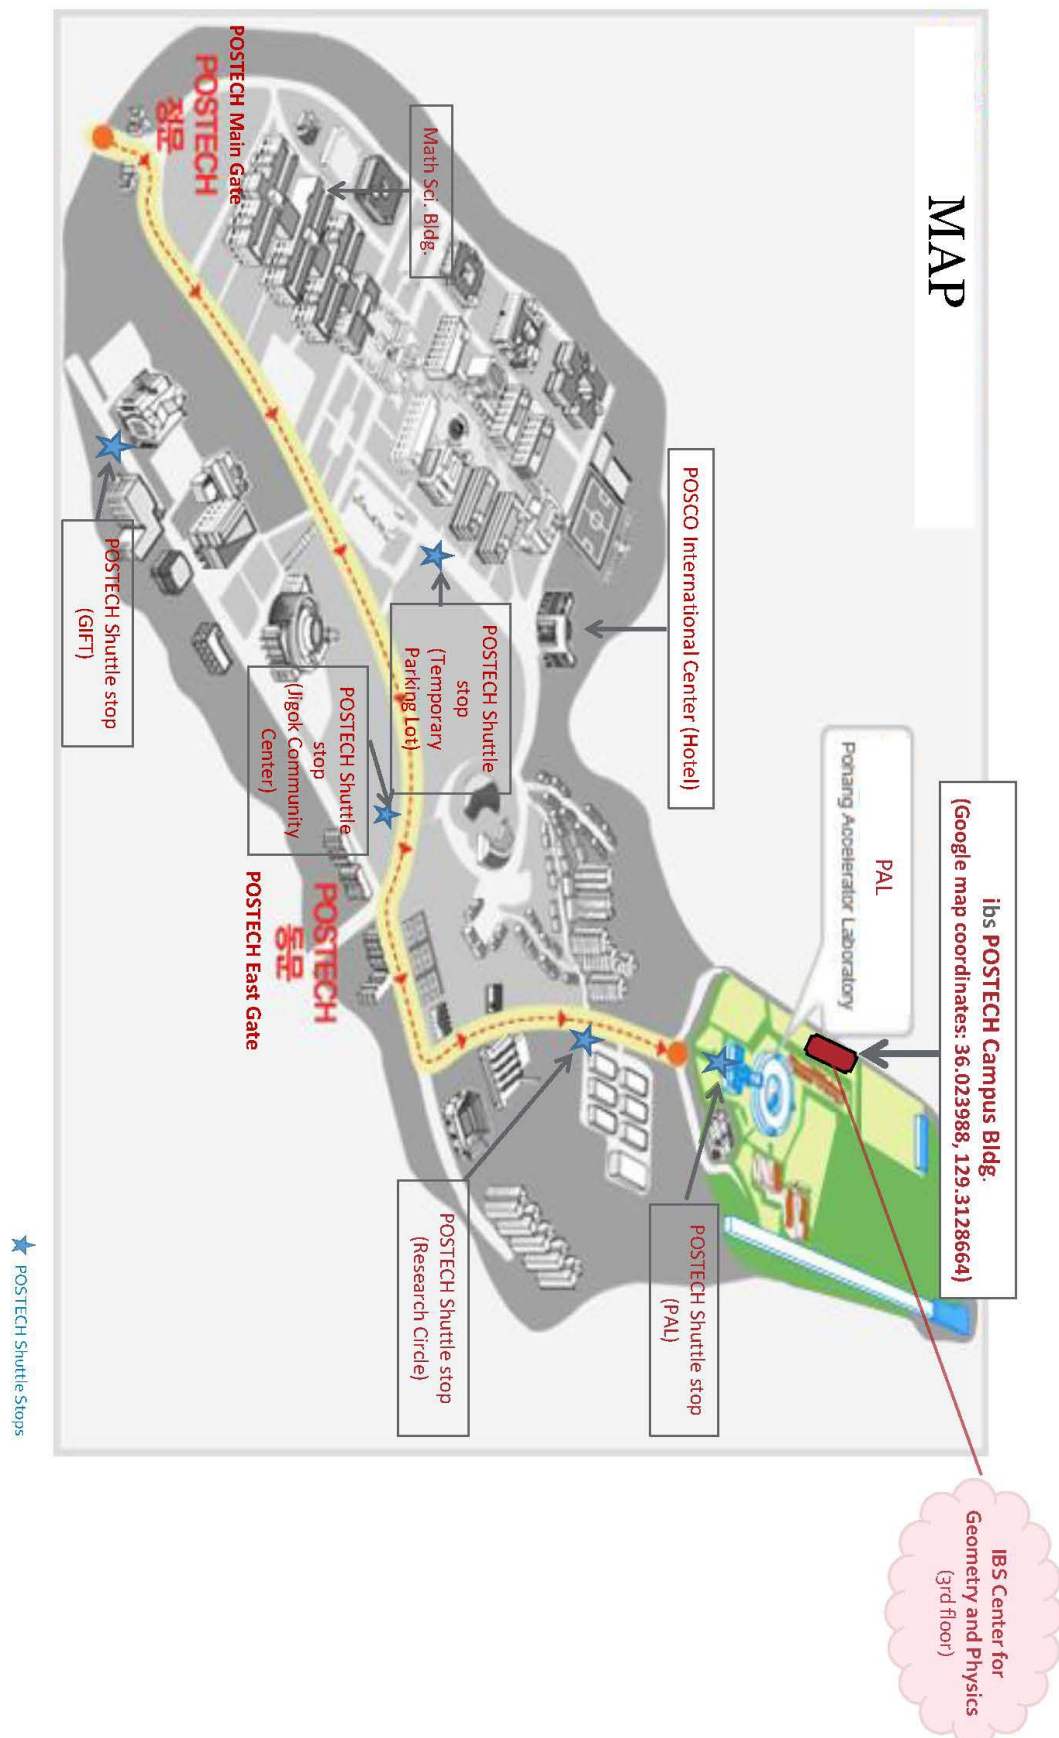 MAP
ibs POSTECH Campus Bldg.
(Google map coordinates: 36.023988, 129.3128664)
IBS Center for
Geometry and Physics
(3rd floor)
PAL
Pohang Accelerator Laboratory
POSCO International Center (Hotel)
Math Sci. Bldg.
POSTECH Shuttle
stop
(Temporary
Parking Lot)
POSTECH Shuttle stop
(PAL)
POSTECH Shuttle stop
(Research Circle)
POSTECH Main Gate
POSTECH
정문
POSTECH Shuttle
stop
(Jigok Community
Center)
POSTECH
동문
POSTECH East Gate
POSTECH Shuttle stop
(GIFT)
POSTECH Shuttle Stops